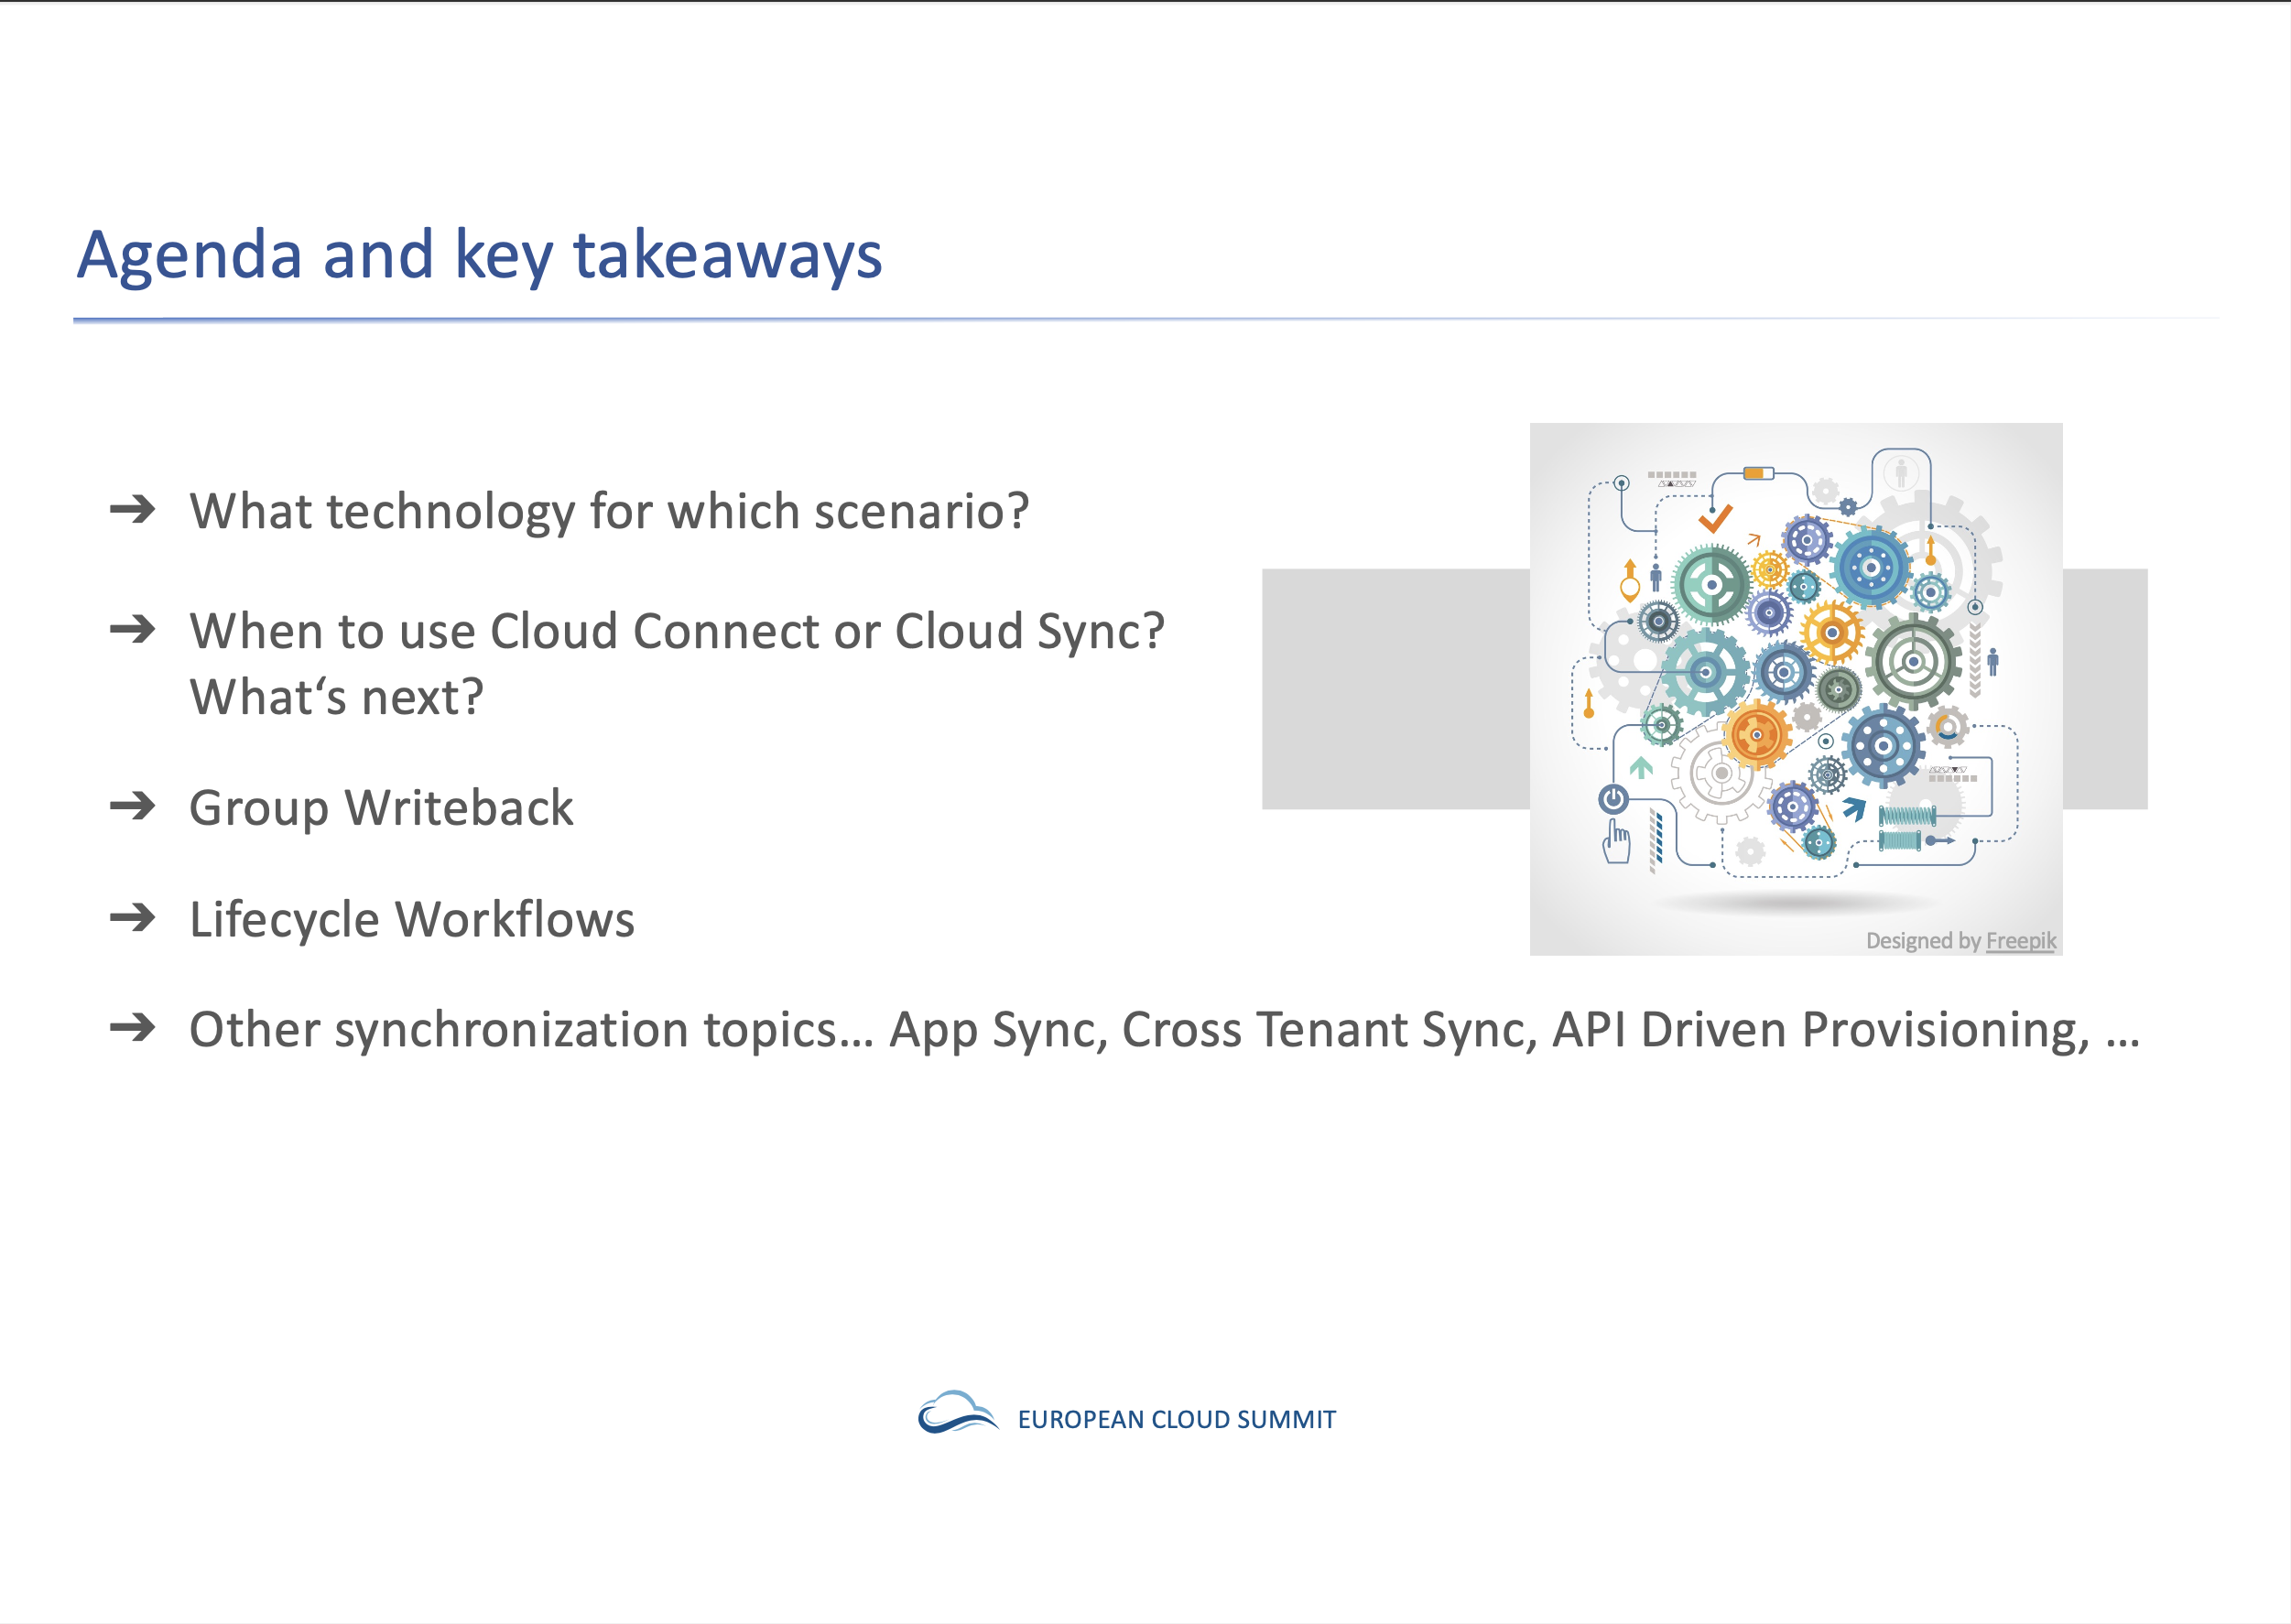 Agenda and key takeaways
➔ What technology for which scenario?
➔ When to use Cloud Connect or Cloud Sync?
What‘s next?
➔ Group Writeback
➔ Lifecycle Workflows
➔ Other synchronization topics... App Sync, Cross Tenant Sync, API Driven Provisioning, ...
Designed by Freepik
EUROPEAN CLOUD SUMMIT